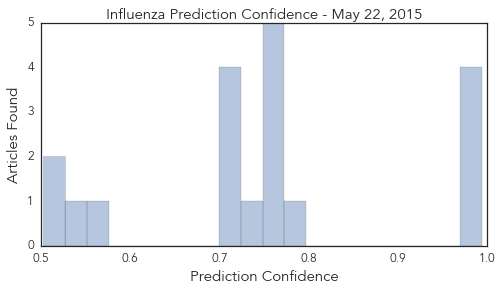 Influenza Prediction Confidence - May 22, 2015
Articles Found
5
4
3
2
1
0
0.5 0.6 0.7 0.8 0.9 1.0
Prediction Confidence